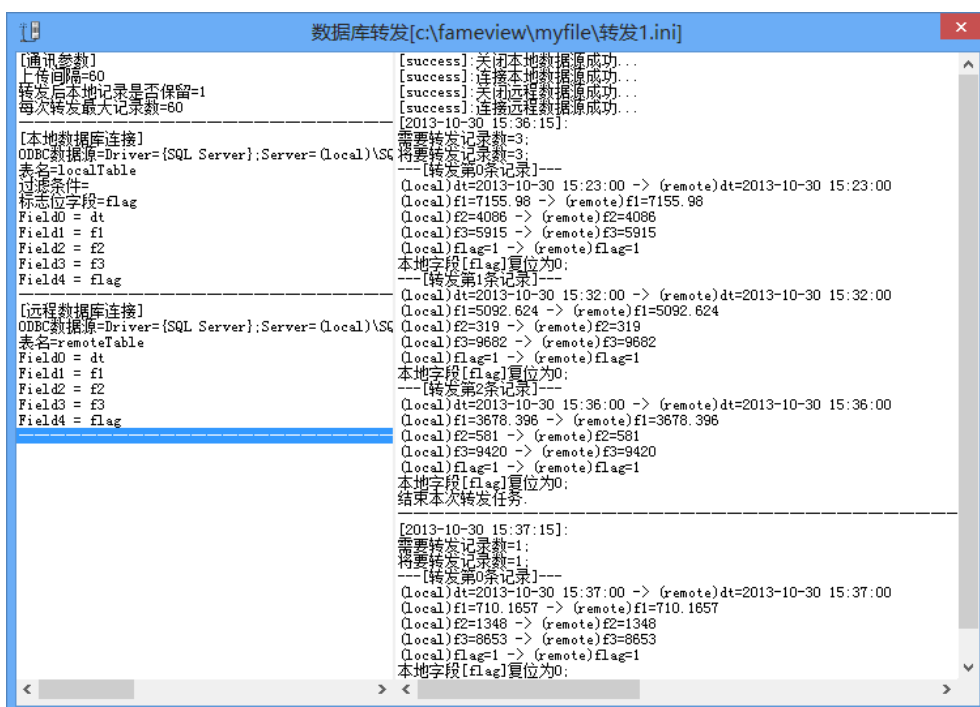 数据库转发[c:\fameview\myfile\转发1.ini]
[通讯参数]
上传间隔=60
转发后本地记录是否保留=1
每次转发最大记录数=60
[本地数据库连接]
ODBC数据源=Driver={SQL Server};Server=(local)\SQ
表名=localTable
过滤条件=
标志位字段=flag
Field0 = dt
Field1 = f1
Field2 = f2
Field3 = f3
Field4 = flag
[远程数据库连接]
ODBC数据源=Driver={SQL Server};Server=(local)\SQ
表名=remoteTable
Field0 = dt
Field1 = f1
Field2 = f2
Field3 = f3
Field4 = flag
[success]:关闭本地数据源成功...
[success]:连接本地数据源成功...
[success]:关闭远程数据源成功...
[success]:连接远程数据源成功...
[2013-10-30 15:36:15]:
需要转发记录数=3;
将要转发记录数=3;
---[转发第0条记录]---
(local)dt=2013-10-30 15:23:00 -> (remote)dt=2013-10-30 15:23:00
(local)f1=7155.98 -> (remote)f1=7155.98
(local)f2=4086 -> (remote)f2=4086
(local)f3=5915 -> (remote)f3=5915
(local)flag=1 -> (remote)flag=1
本地字段[flag]复位为0;
---[转发第1条记录]---
(local)dt=2013-10-30 15:32:00 -> (remote)dt=2013-10-30 15:32:00
(local)f1=5092.624 -> (remote)f1=5092.624
(local)f2=319 -> (remote)f2=319
(local)f3=9682 -> (remote)f3=9682
(local)flag=1 -> (remote)flag=1
本地字段[flag]复位为0;
---[转发第2条记录]---
(local)dt=2013-10-30 15:36:00 -> (remote)dt=2013-10-30 15:36:00
(local)f1=3678.396 -> (remote)f1=3678.396
(local)f2=581 -> (remote)f2=581
(local)f3=9420 -> (remote)f3=9420
(local)flag=1 -> (remote)flag=1
本地字段[flag]复位为0;
结束本次转发任务.
[2013-10-30 15:37:15]:
需要转发记录数=1;
将要转发记录数=1;
---[转发第0条记录]---
(local)dt=2013-10-30 15:37:00 -> (remote)dt=2013-10-30 15:37:00
(local)f1=710.1657 -> (remote)f1=710.1657
(local)f2=1348 -> (remote)f2=1348
(local)f3=8653 -> (remote)f3=8653
(local)flag=1 -> (remote)flag=1
本地字段[flag]复位为0;